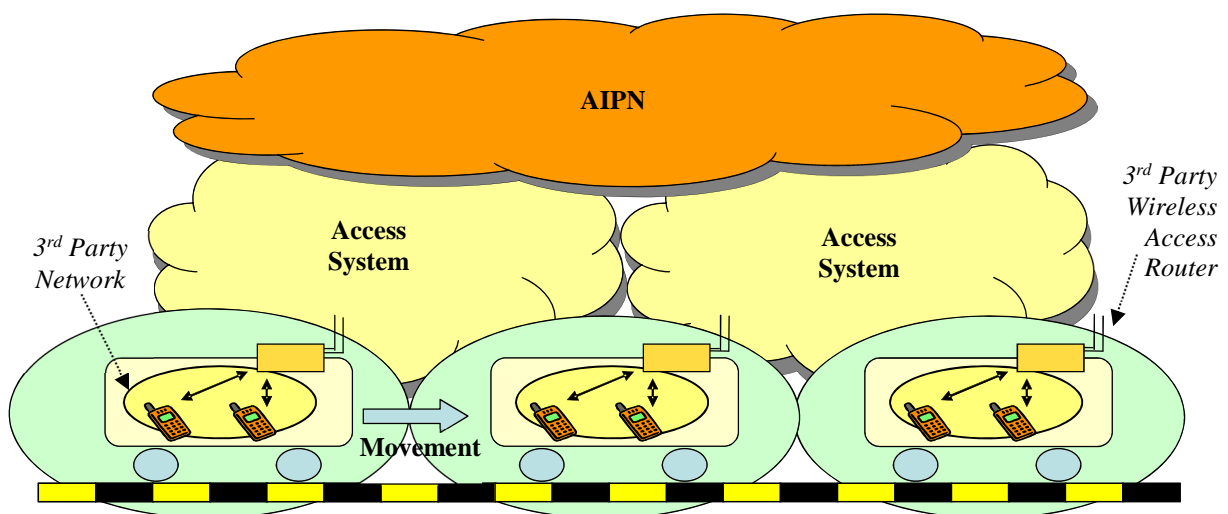 AIPN
Access
System
Access
System
3rd Party
Wireless
Access
Router
3rd Party
Network
Movement